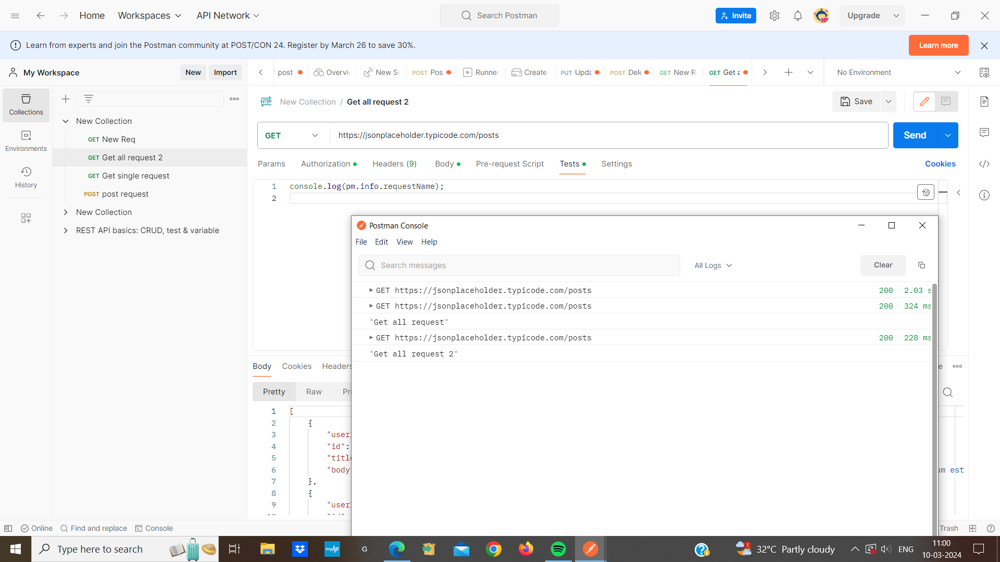 Home
Workspaces
API Network
Search Postman
Invite
Upgrade
Learn from experts and join the Postman community at POST/CON 24. Register by March 26 to save 30%.
Learn more
My Workspace
New
Import
post
Overvi
New S
POST Pos
Runner
Create
PUT Upda
POST Dele
GET New R
GET Get a
No Environment
Collections
Environments
History
New Collection
GET New Req
GET Get all request 2
GET Get single request
POST post request
New Collection
REST API basics: CRUD, test & variable
HTTP New Collection / Get all request 2
Save
GET
https://jsonplaceholder.typicode.com/posts
Send
Params
Authorization
Headers (9)
Body
Pre-request Script
Tests
Settings
Cookies
1 console.log(pm.info.requestName);
2
Postman Console
File Edit View Help
Search messages
All Logs
Clear
GET https://jsonplaceholder.typicode.com/posts 200 2.03 s
GET https://jsonplaceholder.typicode.com/posts 200 324 ms
"Get all request"
GET https://jsonplaceholder.typicode.com/posts 200 228 ms
"Get all request 2"
Body
Cookies
Headers
Pretty
Raw
1 [
2 {
3 "userI
4 "id":
5 "title
6 "body
um est
7 },
8 {
9 "userI
10 "id"
Online
Find and replace
Console
Trash
Type here to search
myhp
G
1
32°C Partly cloudy
ENG
11:00
10-03-2024